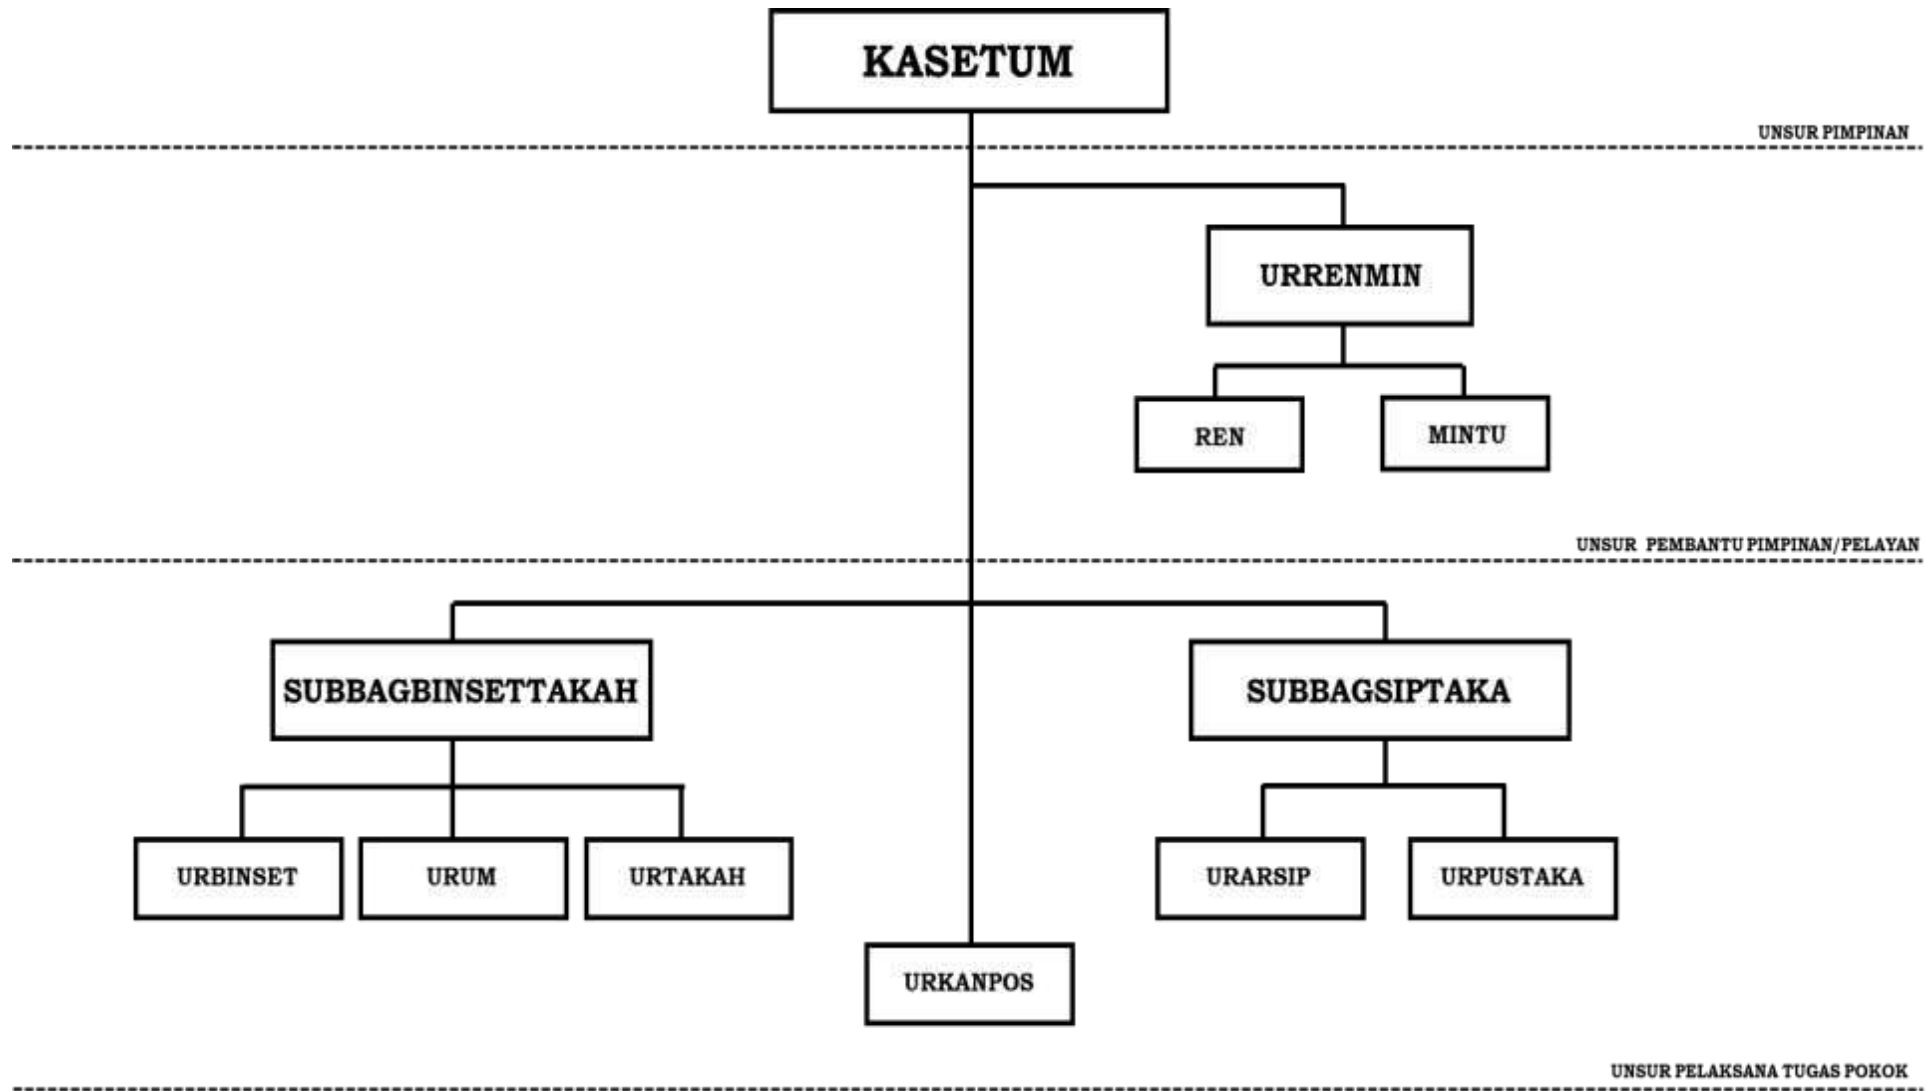 KASETUM
UNSUR PIMPINAN
URRENMIN
REN
MINTU
UNSUR PEMBANTU PIMPINAN/PELAYAN
SUBBAGBINSETTAKAH
SUBBAGSIPTAKA
URBINSET
URUM
URTAKAH
URARSIP
URPUSTAKA
URKANPOS
UNSUR PELAKSANA TUGAS POKOK